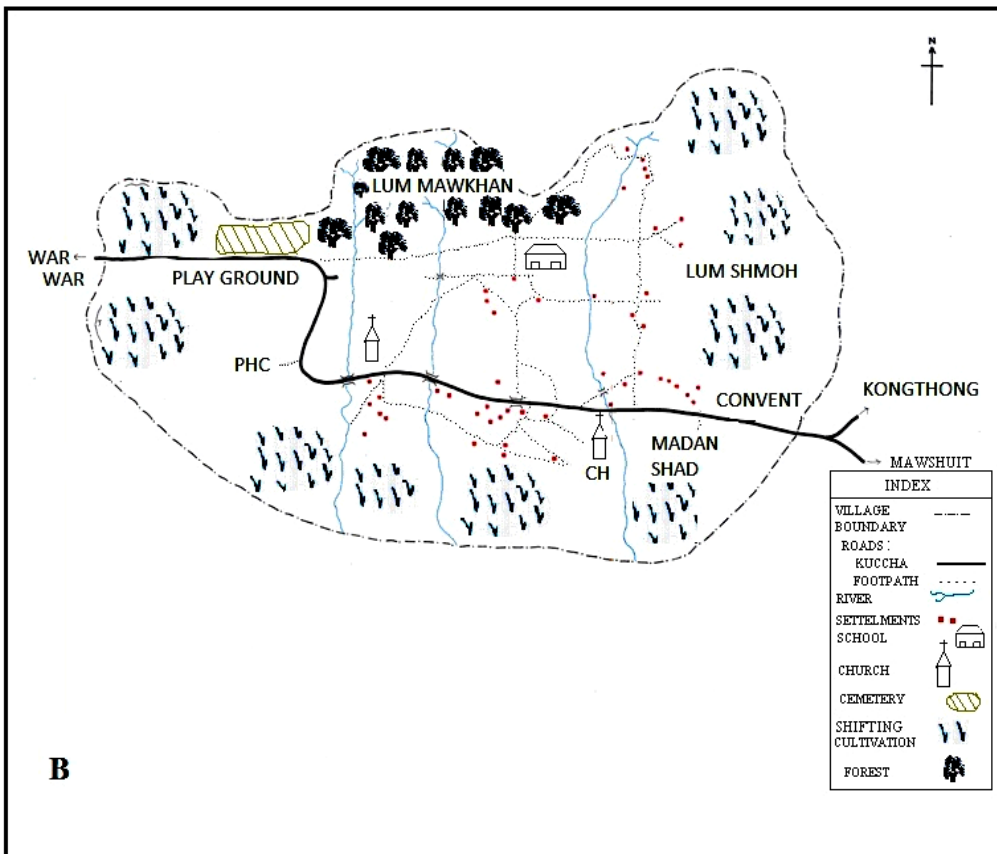 N
LUM MAWKHAN
WAR
WAR
PLAY GROUND
LUM SHMOH
PHC
CONVENT
KONGTHONG
MADAN
SHAD
CH
MAWSHUIT
INDEX
VILLAGE
BOUNDARY
ROADS:
KUCCHA
FOOTPATH
RIVER
SETTELMENTS
SCHOOL
CHURCH
CEMETERY
SHIFTING
CULTIVATION
FOREST
B